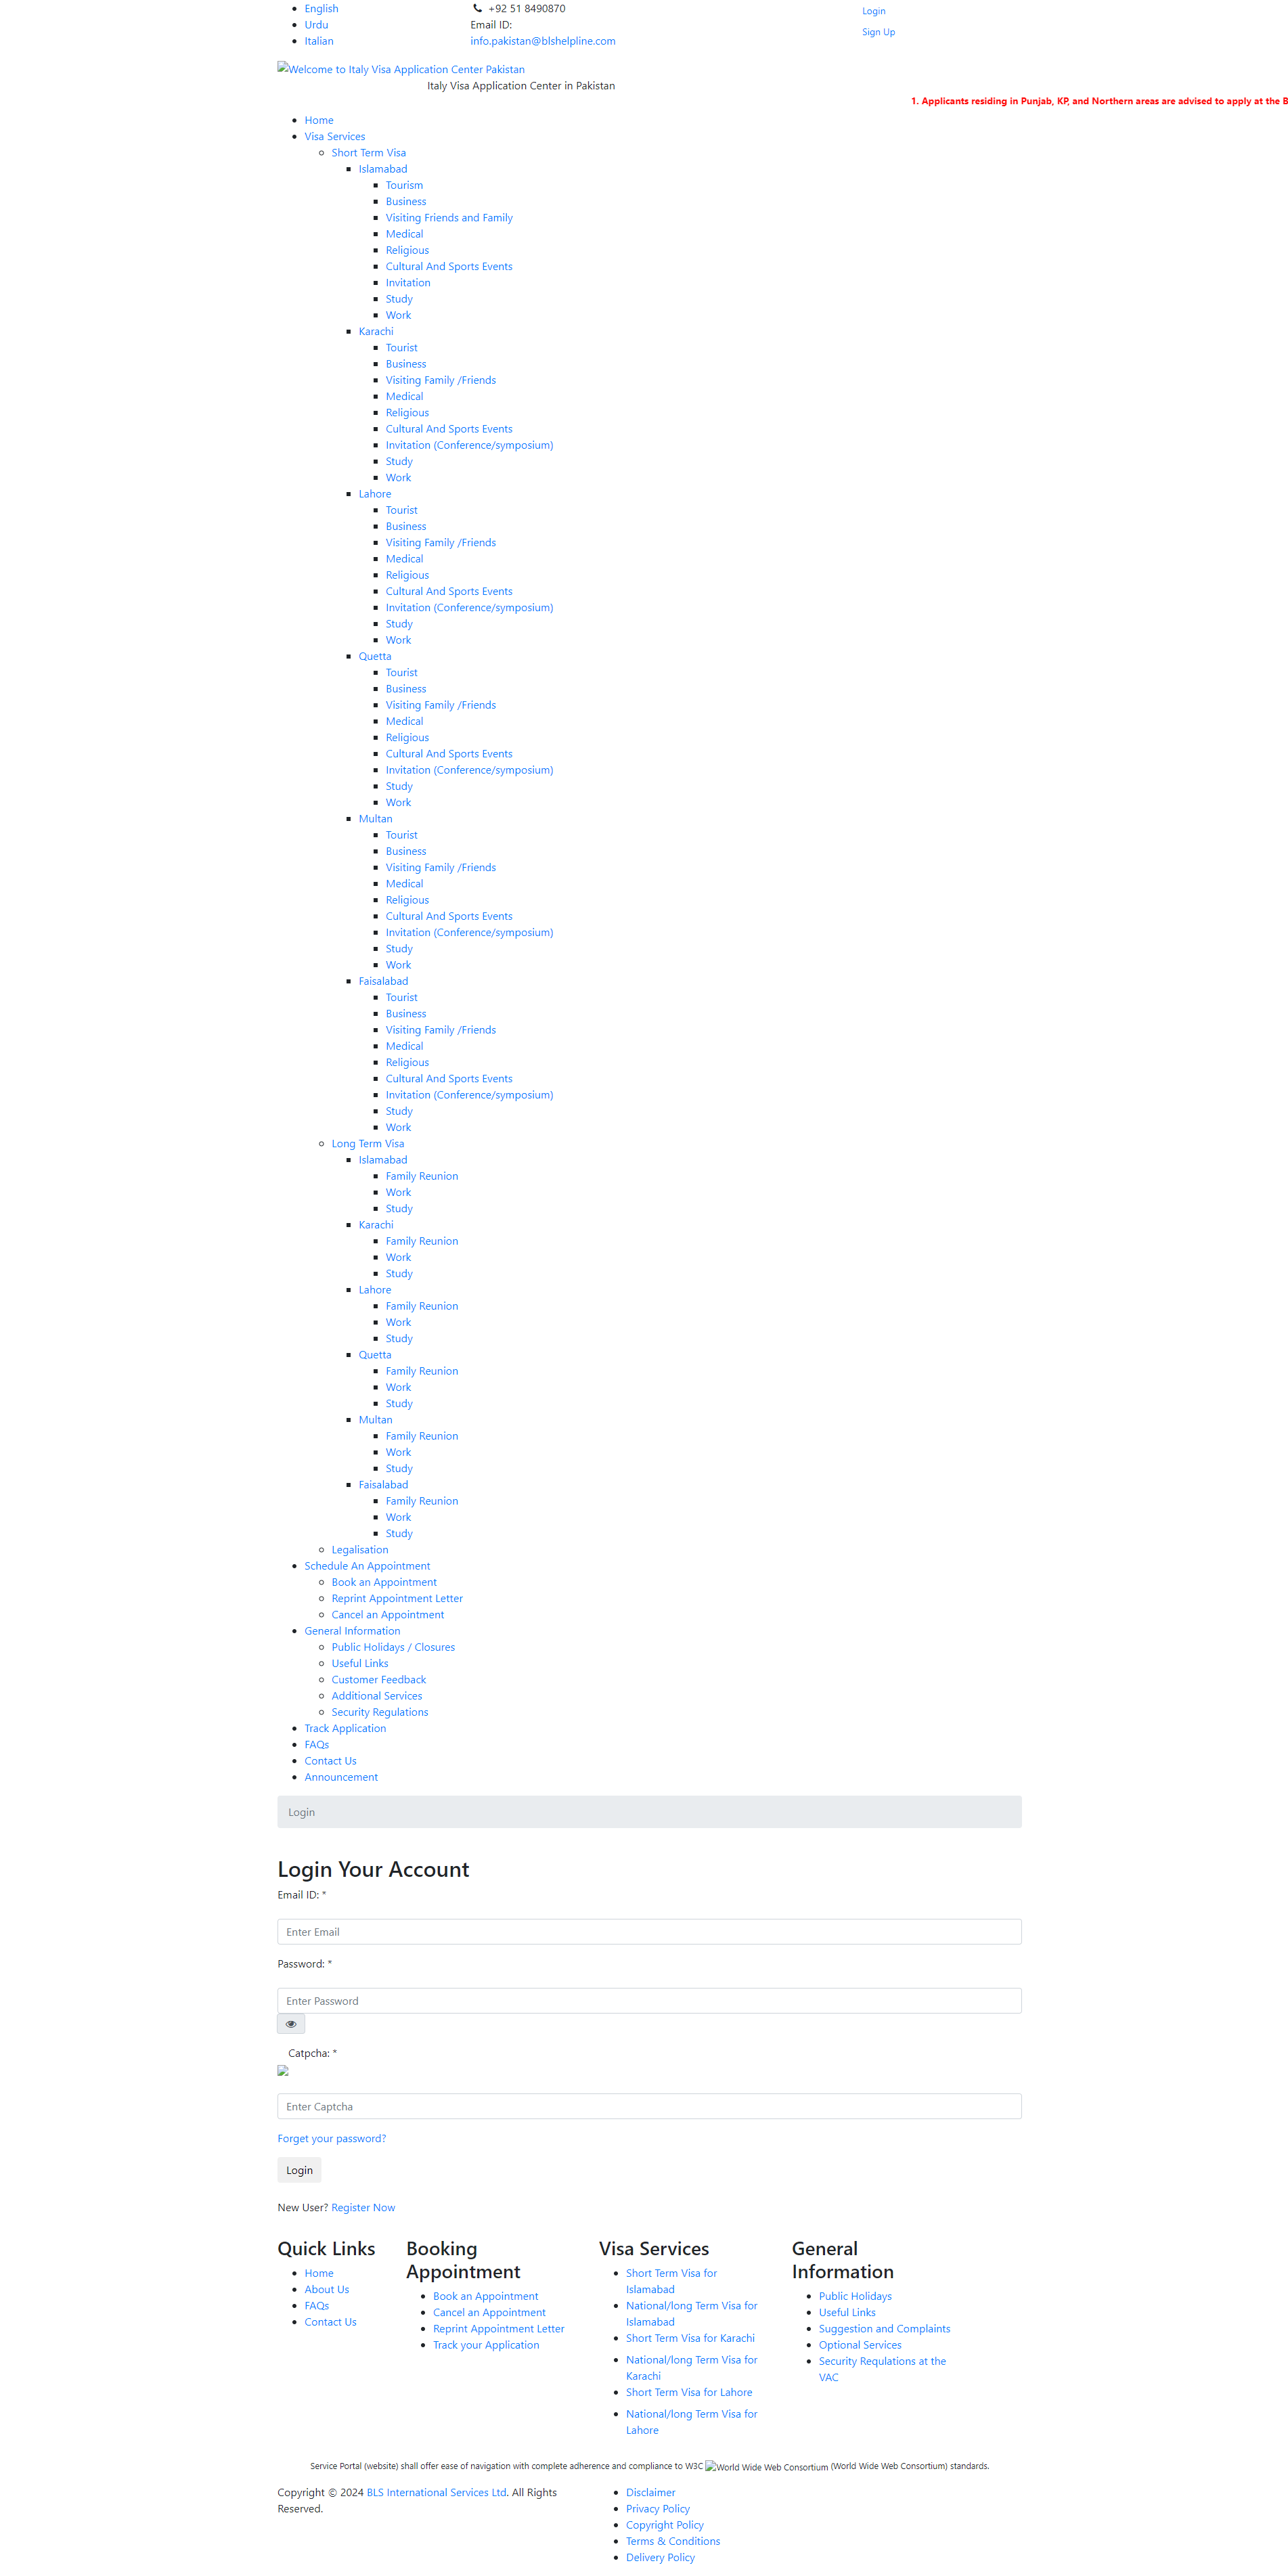 English
Urdu
Italian
+92 51 8490870
Email ID:
info.pakistan@blshelpline.com
Login
Sign Up
Welcome to Italy Visa Application Center Pakistan
Italy Visa Application Center in Pakistan
1. Applicants residing in Punjab, KP, and Northern areas are advised to apply at the B
Home
Visa Services
Short Term Visa
Islamabad
Tourism
Business
Visiting Friends and Family
Medical
Religious
Cultural And Sports Events
Invitation
Study
Work
Karachi
Tourist
Business
Visiting Family /Friends
Medical
Religious
Cultural And Sports Events
Invitation (Conference/symposium)
Study
Work
Lahore
Tourist
Business
Visiting Family /Friends
Medical
Religious
Cultural And Sports Events
Invitation (Conference/symposium)
Study
Work
Quetta
Tourist
Business
Visiting Family /Friends
Medical
Religious
Cultural And Sports Events
Invitation (Conference/symposium)
Study
Work
Multan
Tourist
Business
Visiting Family /Friends
Medical
Religious
Cultural And Sports Events
Invitation (Conference/symposium)
Study
Work
Faisalabad
Tourist
Business
Visiting Family /Friends
Medical
Religious
Cultural And Sports Events
Invitation (Conference/symposium)
Study
Work
Long Term Visa
Islamabad
Family Reunion
Work
Study
Karachi
Family Reunion
Work
Study
Lahore
Family Reunion
Work
Study
Quetta
Family Reunion
Work
Study
Multan
Family Reunion
Work
Study
Faisalabad
Family Reunion
Work
Study
Legalisation
Schedule An Appointment
Book an Appointment
Reprint Appointment Letter
Cancel an Appointment
General Information
Public Holidays / Closures
Useful Links
Customer Feedback
Additional Services
Security Regulations
Track Application
FAQs
Contact Us
Announcement
Login
Login Your Account
Email ID: *
Enter Email
Password: *
Enter Password
Catpcha: *
Enter Captcha
Forget your password?
Login
New User? Register Now
Quick Links
Home
About Us
FAQs
Contact Us
Booking
Appointment
Book an Appointment
Cancel an Appointment
Reprint Appointment Letter
Track your Application
Visa Services
Short Term Visa for
Islamabad
National/long Term Visa for
Islamabad
Short Term Visa for Karachi
National/long Term Visa for
Karachi
Short Term Visa for Lahore
National/long Term Visa for
Lahore
General
Information
Public Holidays
Useful Links
Suggestion and Complaints
Optional Services
Security Requlations at the
VAC
Service Portal (website) shall offer ease of navigation with complete adherence and compliance to W3C World Wide Web Consortium (World Wide Web Consortium) standards.
Copyright © 2024 BLS International Services Ltd. All Rights
Reserved.
Disclaimer
Privacy Policy
Copyright Policy
Terms & Conditions
Delivery Policy